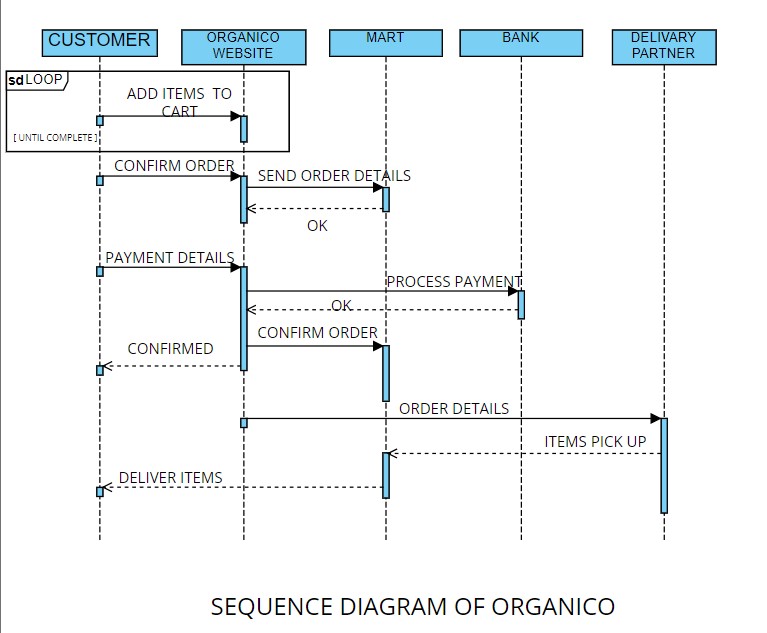 CUSTOMER
ORGANICO
WEBSITE
MART
BANK
DELIVARY
PARTNER
sd LOOP
ADD ITEMS TO
CART
[ UNTIL COMPLETE ]
CONFIRM ORDER
SEND ORDER DETAILS
OK
PAYMENT DETAILS
PROCESS PAYMENT
OK
CONFIRM ORDER
CONFIRMED
ORDER DETAILS
ITEMS PICK UP
DELIVER ITEMS
SEQUENCE DIAGRAM OF ORGANICO